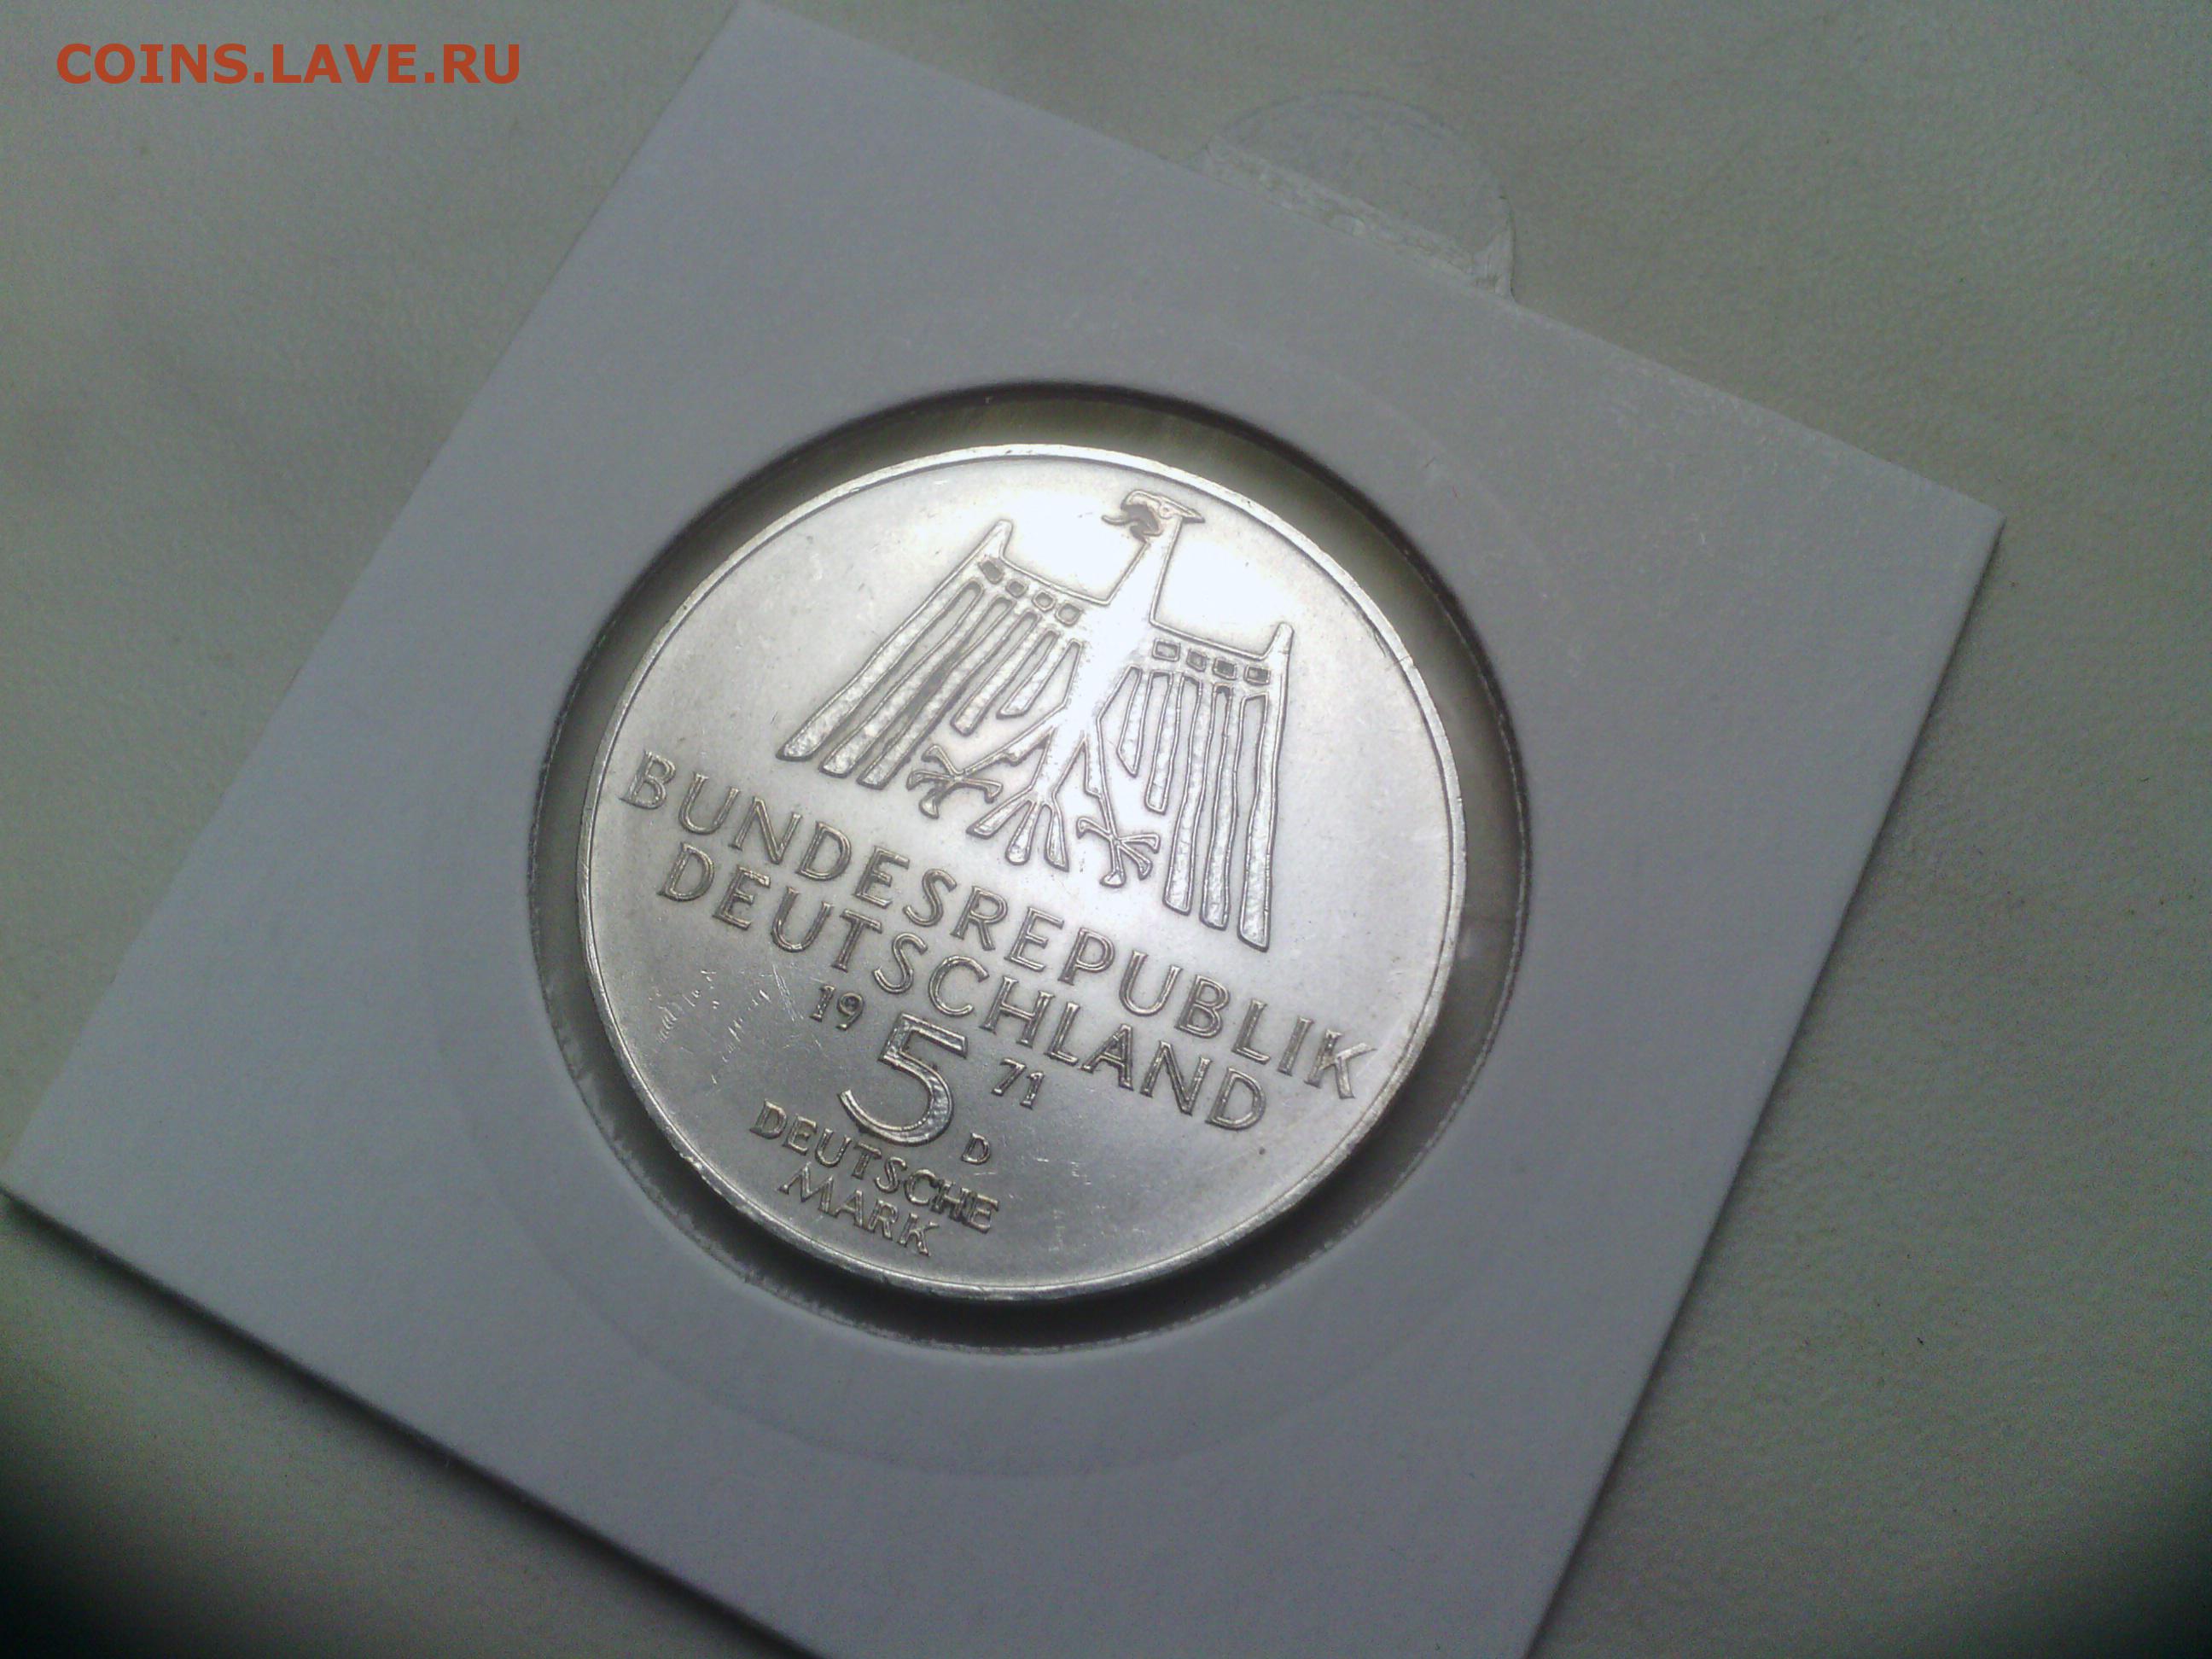 COINS.LAVE.RU
BUNDESREPUBLIK
DEUTSCHLAND
19 71
5
D
DEUTSCHE
MARK